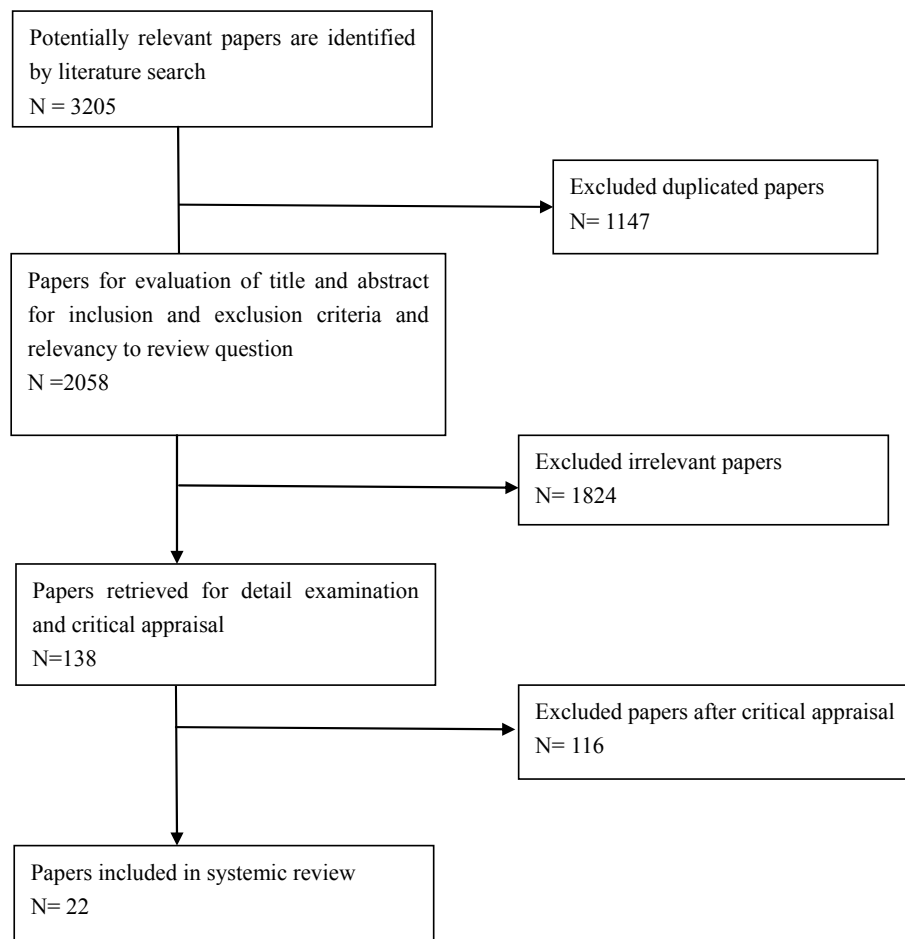 Potentially relevant papers are identified
by literature search
N = 3205
Excluded duplicated papers
N= 1147
Papers for evaluation of title and abstract
for inclusion and exclusion criteria and
relevancy to review question
N =2058
Excluded irrelevant papers
N= 1824
Papers retrieved for detail examination
and critical appraisal
N=138
Excluded papers after critical appraisal
N= 116
Papers included in systemic review
N= 22